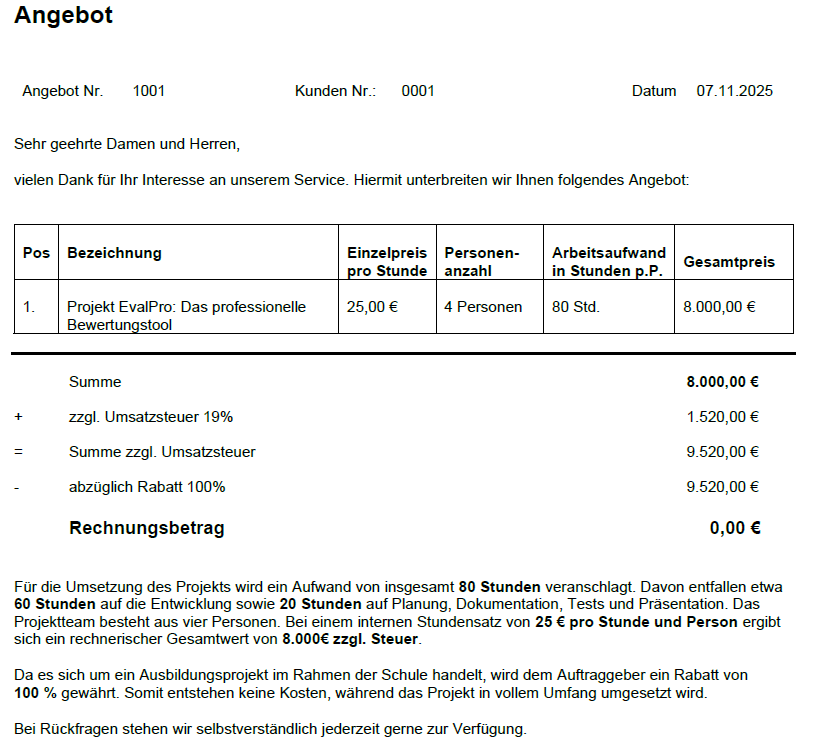 Angebot
Angebot Nr. 1001 Kunden Nr.: 0001 Datum 07.11.2025
Sehr geehrte Damen und Herren,
vielen Dank für Ihr Interesse an unserem Service. Hiermit unterbreiten wir Ihnen folgendes Angebot:
Pos Bezeichnung Einzelpreis pro Stunde Personen-anzahl Arbeitsaufwand in Stunden p.P. Gesamtpreis
1. Projekt EvalPro: Das professionelle Bewertungstool 25,00 € 4 Personen 80 Std. 8.000,00 €
Summe 8.000,00 €
+ zzgl. Umsatzsteuer 19% 1.520,00 €
= Summe zzgl. Umsatzsteuer 9.520,00 €
- abzüglich Rabatt 100% 9.520,00 €
Rechnungsbetrag 0,00 €
Für die Umsetzung des Projekts wird ein Aufwand von insgesamt 80 Stunden veranschlagt. Davon entfallen etwa
60 Stunden auf die Entwicklung sowie 20 Stunden auf Planung, Dokumentation, Tests und Präsentation. Das
Projektteam besteht aus vier Personen. Bei einem internen Stundensatz von 25 € pro Stunde und Person ergibt
sich ein rechnerischer Gesamtwert von 8.000€ zzgl. Steuer.
Da es sich um ein Ausbildungsprojekt im Rahmen der Schule handelt, wird dem Auftraggeber ein Rabatt von
100 % gewährt. Somit entstehen keine Kosten, während das Projekt in vollem Umfang umgesetzt wird.
Bei Rückfragen stehen wir selbstverständlich jederzeit gerne zur Verfügung.